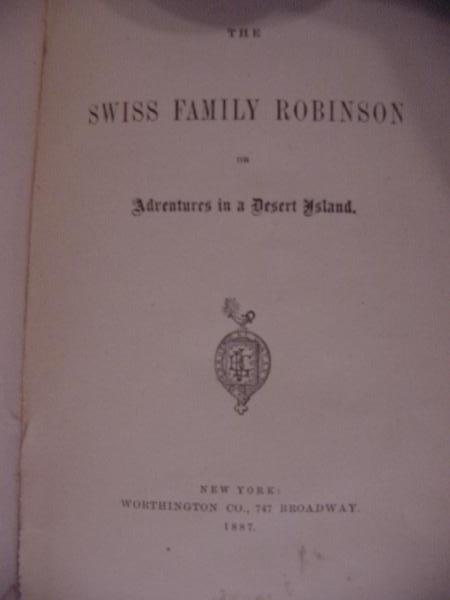 THE
SWISS FAMILY ROBINSON
OR
Adventures in a Desert Island.
NEW YORK:
WORTHINGTON CO., 747 BROADWAY.
1887.